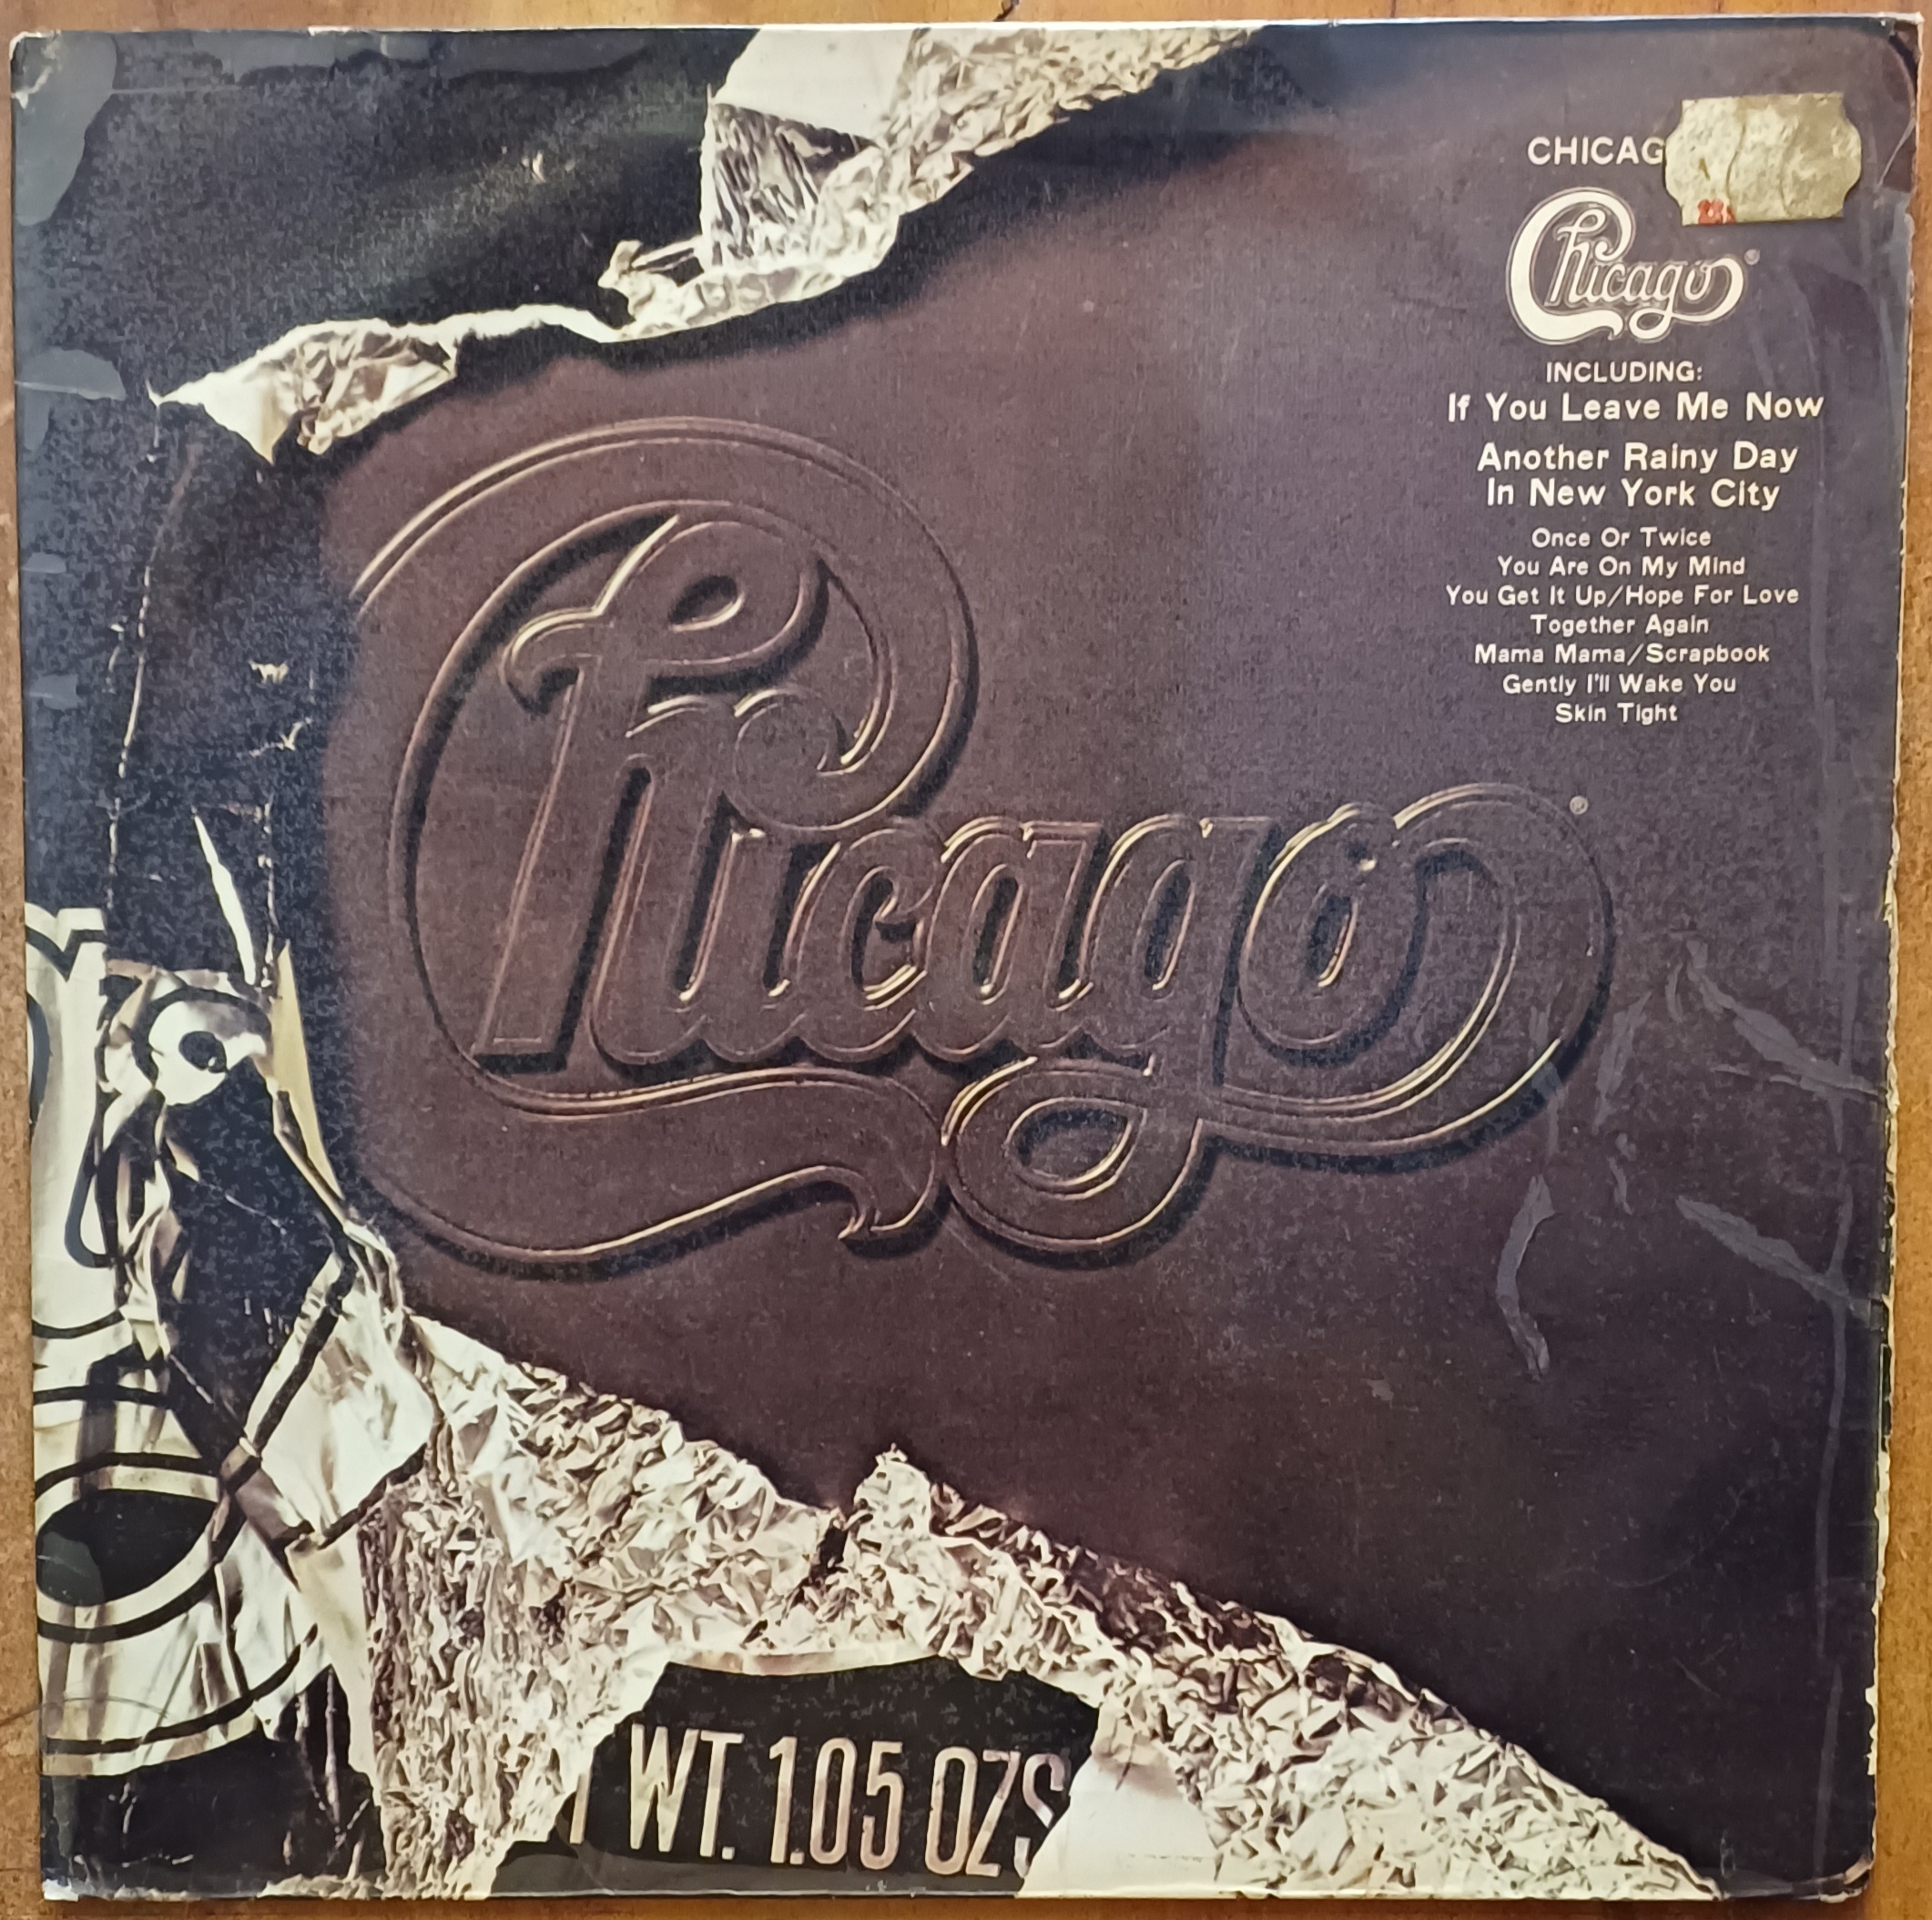 CHICAG
Chicago®
INCLUDING:
If You Leave Me Now
Another Rainy Day
In New York City
Once Or Twice
You Are On My Mind
You Get It Up/Hope For Love
Together Again
Mama Mama/Scrapbook
Gently I'll Wake You
Skin Tight
Chicago®
WT. 1.05 OZS